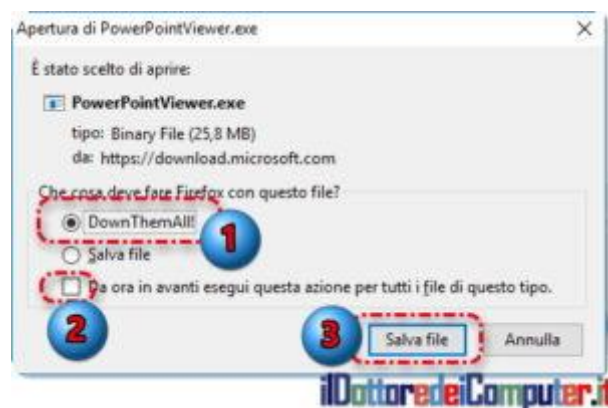 Apertura di PowerPointViewer.exe
È stato scelto di aprire:
PowerPointViewer.exe
tipo: Binary File (25,8 MB)
da: https://download.microsoft.com
Che cosa deve fare Firefox con questo file?
DownThemAll!
1
Salva file
Da ora in avanti esegui questa azione per tutti i file di questo tipo.
2
3
Salva file
Annulla
ilDottoredeiComputer.it